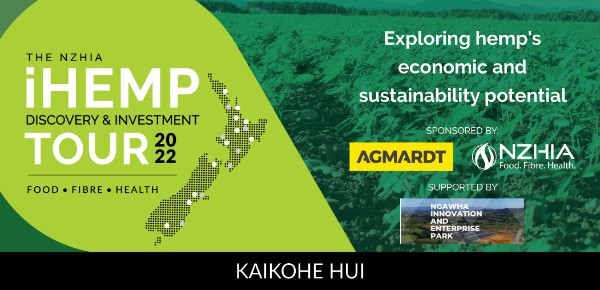 THE NZHIA
iHEMP
DISCOVERY & INVESTMENT
TOUR 2022
FOOD • FIBRE • HEALTH
Exploring hemp's
economic and
sustainability potential
SPONSORED BY:
AGMARDT
NZHIA
Food. Fibre. Health.
SUPPORTED BY
NGAWHA
INNOVATION
AND
ENTERPRISE
PARK
KAIKOHE HUI